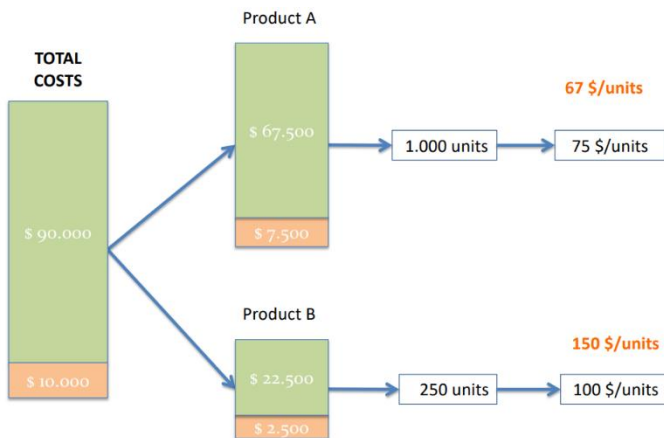 Product A
TOTAL
COSTS
67 $/units
$ 67.500
1.000 units
75 $/units
$ 90.000
$ 7.500
Product B
150 $/units
$ 10.000
$ 22.500
250 units
100 $/units
$ 2.500